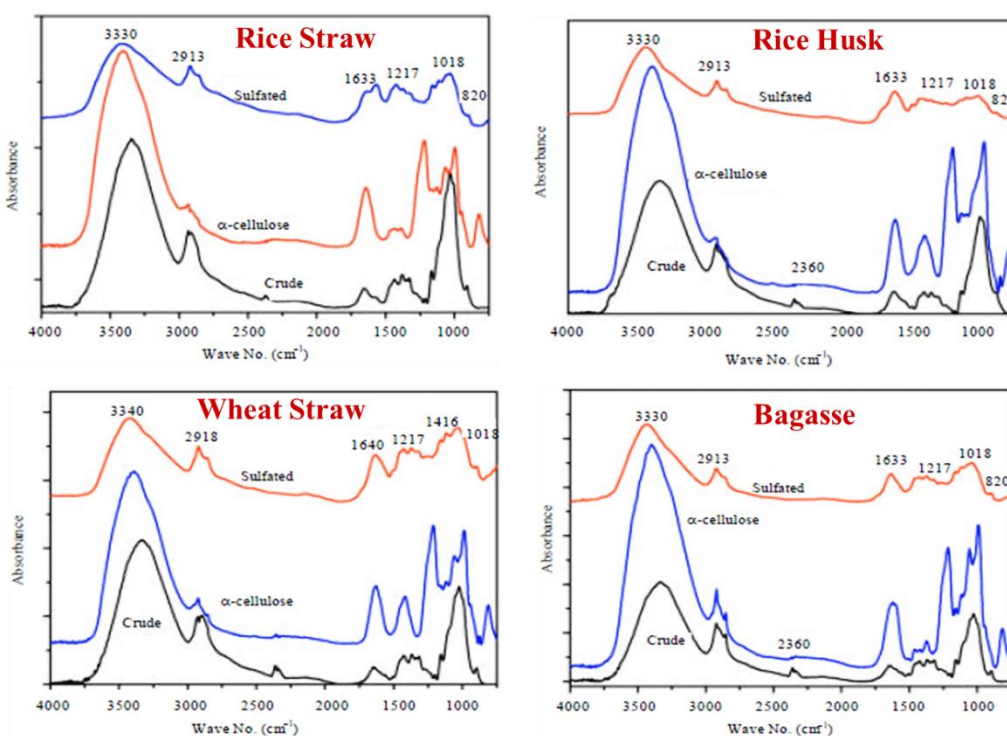 Rice Straw
3330
2913
1633
1217
1018
820
Sulfated
α-cellulose
Crude
Absorbance
4000 3500 3000 2500 2000 1500 1000
Wave No. (cm⁻¹)
Rice Husk
3330
2913
1633
1217
1018
Sulfated
α-cellulose
Crude
2360
Absorbance
4000 3500 3000 2500 2000 1500 1000
Wave No. (cm⁻¹)
Wheat Straw
3340
2918
1640
1217
1416
1018
Sulfated
α-cellulose
Crude
Absorbance
4000 3500 3000 2500 2000 1500 1000
Wave No. (cm⁻¹)
Bagasse
3330
2913
1633
1217
1018
820
Sulfated
α-cellulose
Crude
2360
Absorbance
4000 3500 3000 2500 2000 1500 1000
Wave No. (cm⁻¹)